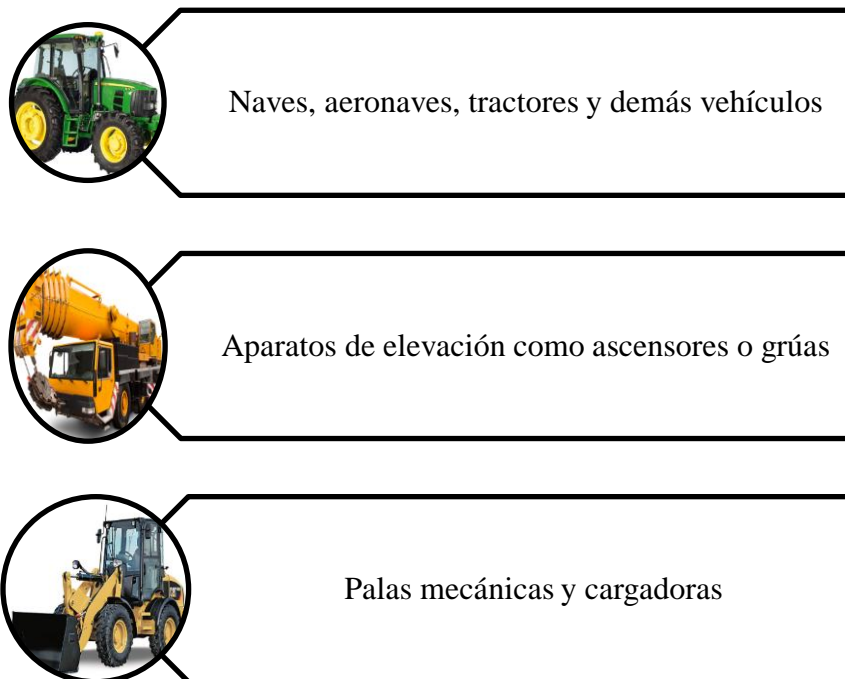 Naves, aeronaves, tractores y demás vehículos
Aparatos de elevación como ascensores o grúas
Palas mecánicas y cargadoras